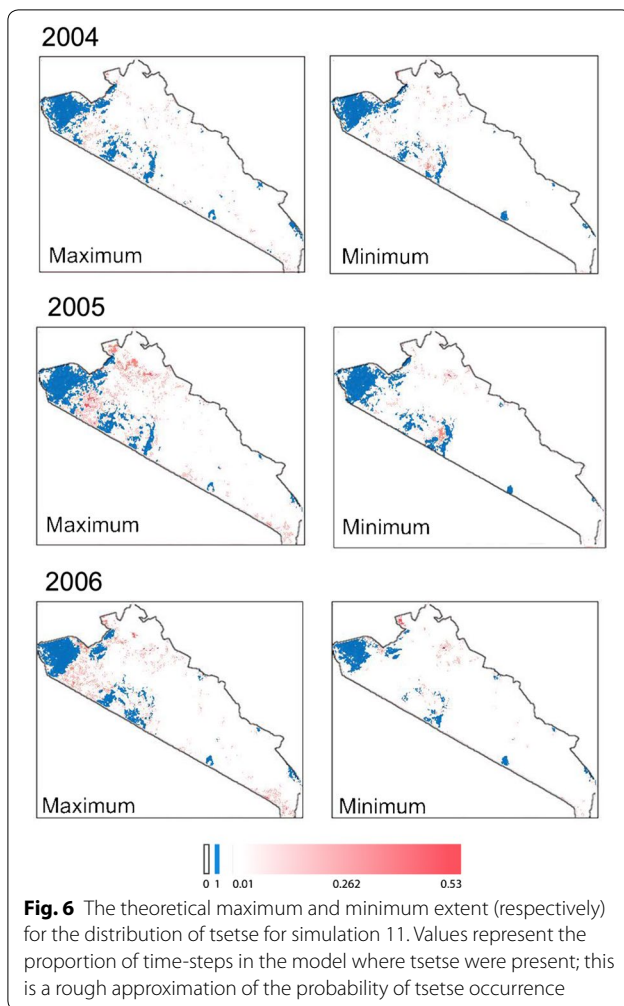 2004
Maximum Minimum
2005
Maximum Minimum
2006
Maximum Minimum
0 1 0.01 0.262 0.53
Fig. 6 The theoretical maximum and minimum extent (respectively)
for the distribution of tsetse for simulation 11. Values represent the
proportion of time-steps in the model where tsetse were present; this
is a rough approximation of the probability of tsetse occurrence